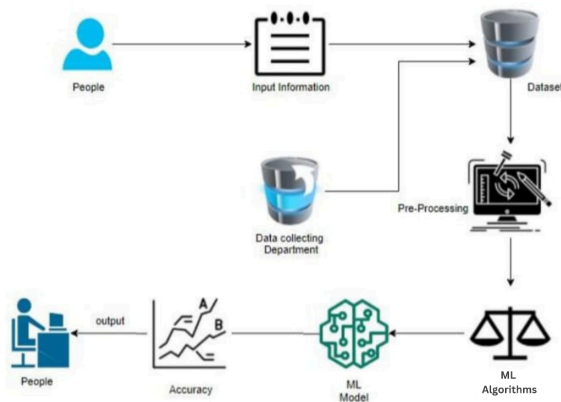 People
Input Information
Dataset
Data collecting
Department
Pre-Processing
output
A
B
People
Accuracy
ML
Model
ML
Algorithms